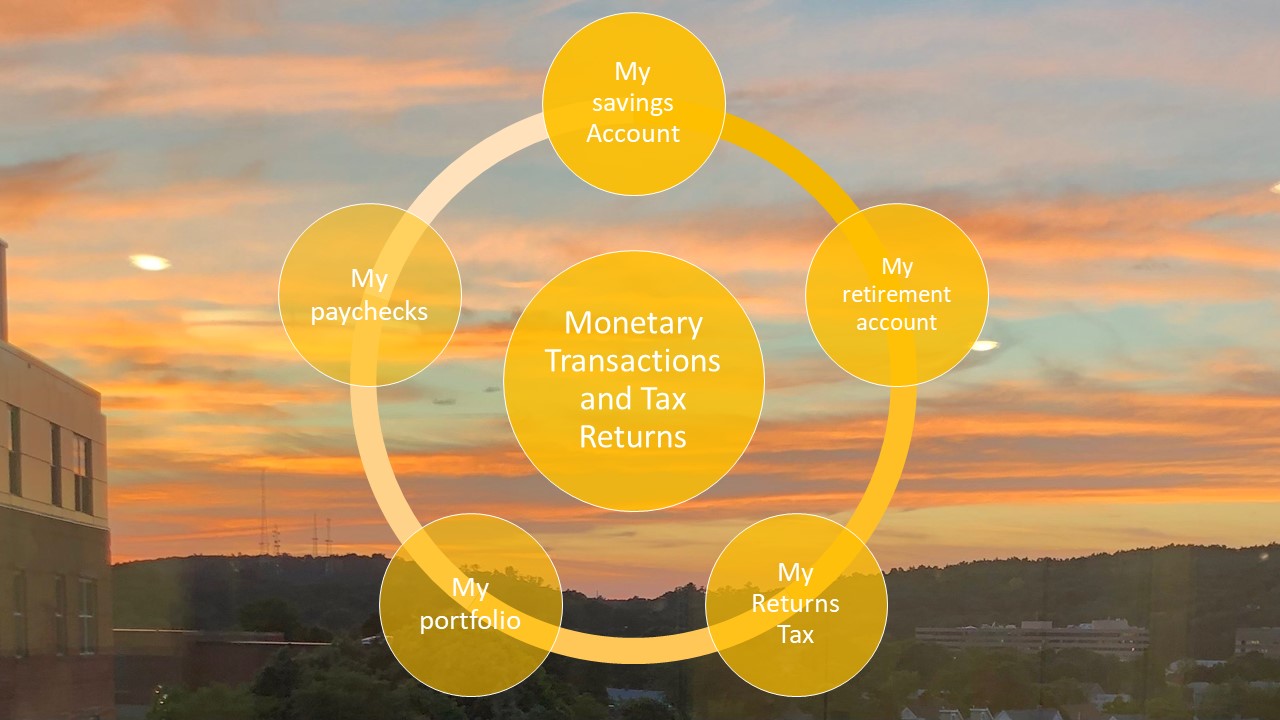 My
savings
Account
My
retirement
account
My
Returns
Tax
My
portfolio
My
paychecks
Monetary
Transactions
and Tax
Returns